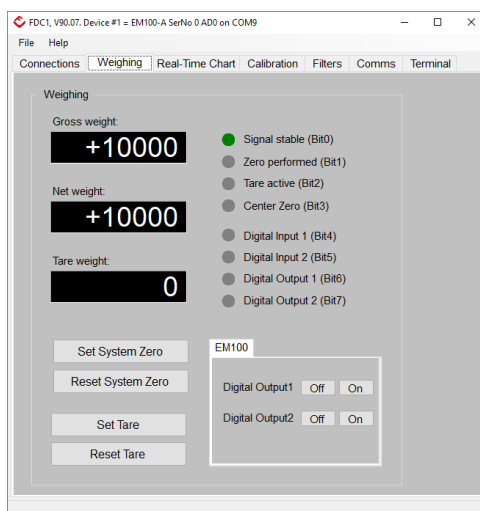 FDC1, V90.07. Device #1 = EM100-A SerNo 0 AD0 on COM9
File Help
Connections Weighing Real-Time Chart Calibration Filters Comms Terminal
Weighing
Gross weight:
+10000
Net weight:
+10000
Tare weight:
0
Signal stable (Bit0)
Zero performed (Bit1)
Tare active (Bit2)
Center Zero (Bit3)
Digital Input 1 (Bit4)
Digital Input 2 (Bit5)
Digital Output 1 (Bit6)
Digital Output 2 (Bit7)
Set System Zero
Reset System Zero
Set Tare
Reset Tare
EM100
Digital Output1 Off On
Digital Output2 Off On